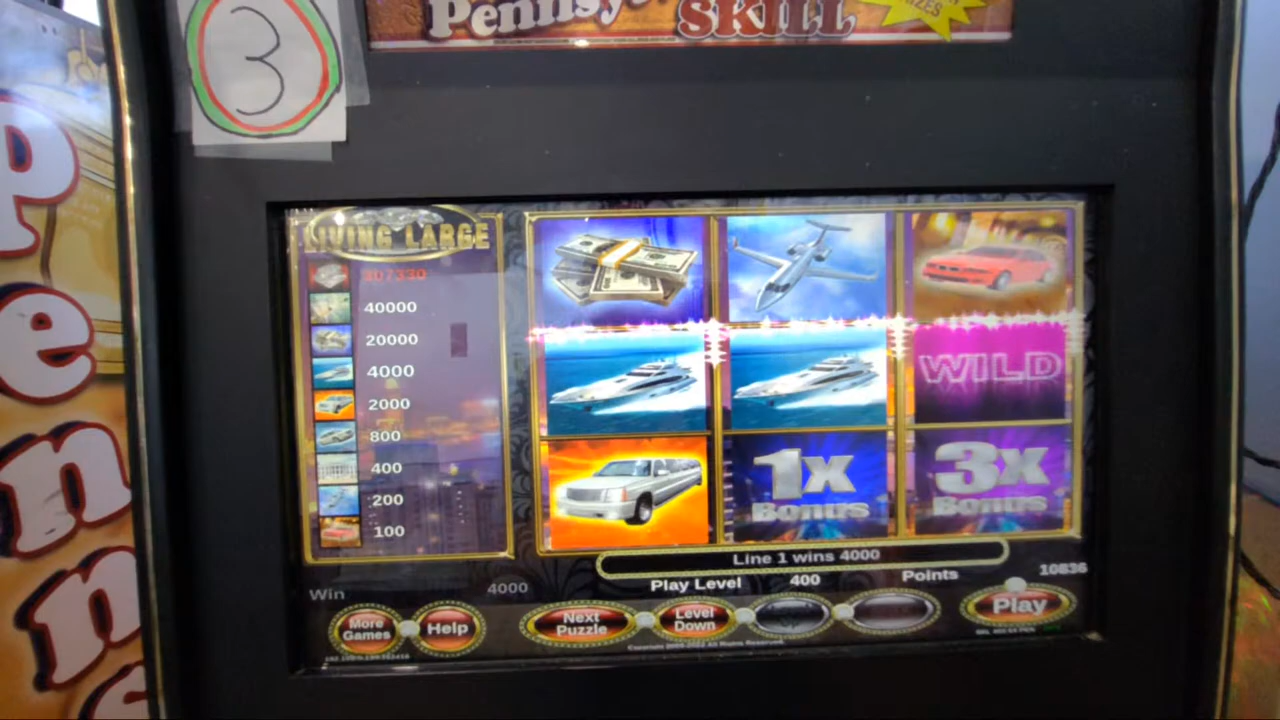 3
Pennsy
SKILL
Penn
LIVING LARGE
307330
40000
20000
4000
2000
800
400
200
100
WILD
1x
Bonus
3x
Bonus
Line 1 wins 4000
Win
4000
Play Level
400
Points
10836
More
Games
Help
Next
Puzzle
Level
Down
Play